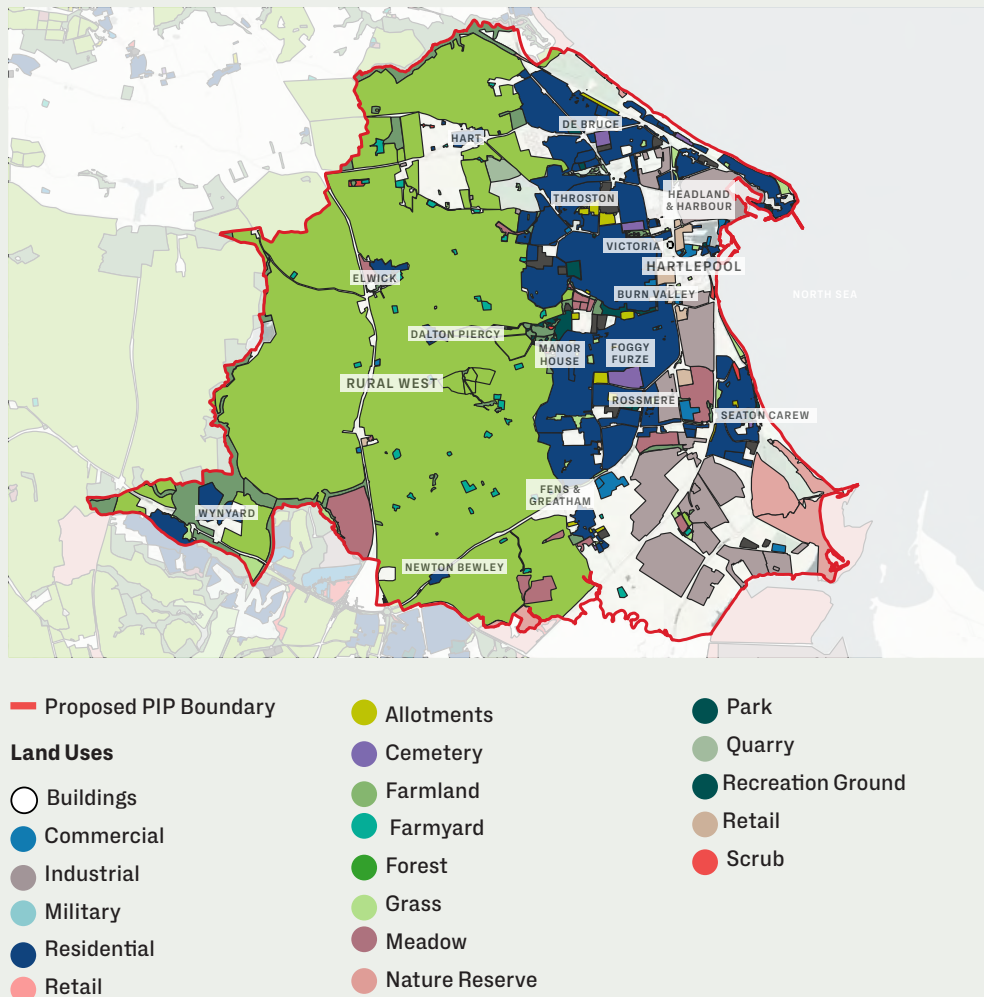 DE BRUCE
HART
THROSTON
HEADLAND
& HARBOUR
VICTORIA
HARTLEPOOL
ELWICK
BURN VALLEY
NORTH SEA
DALTON PIERCY
MANOR
HOUSE
FOGGY
FURZE
RURAL WEST
ROSSMERE
SEATON CAREW
FENS &
GREATHAM
WYNYARD
NEWTON BEWLEY
Proposed PIP Boundary
Land Uses
Buildings
Commercial
Industrial
Military
Residential
Retail
Allotments
Cemetery
Farmland
Farmyard
Forest
Grass
Meadow
Nature Reserve
Park
Quarry
Recreation Ground
Retail
Scrub